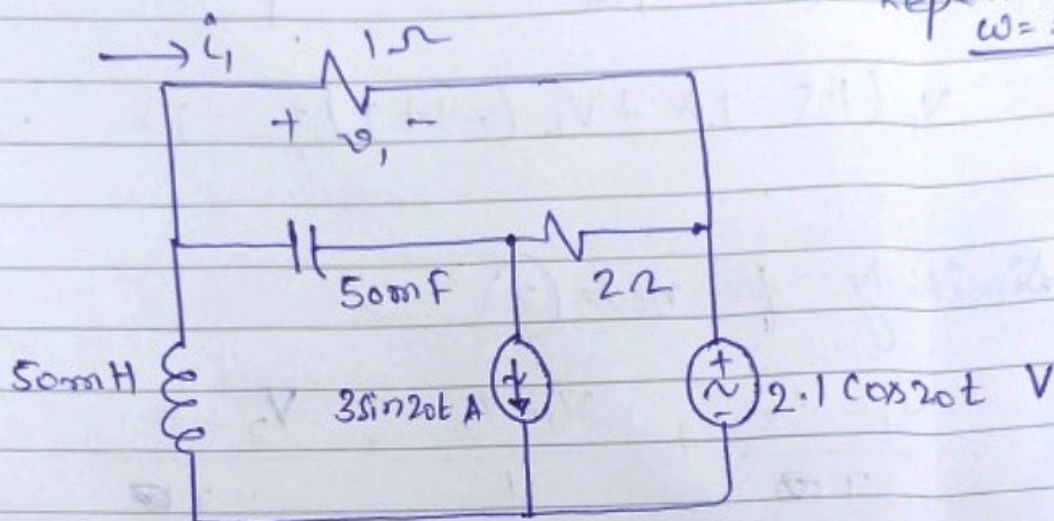 ω=
i₁
1Ω
+ v₁ -
50mF
2Ω
50mH
3Sin20t A
+
-
2.1 Cos20t V